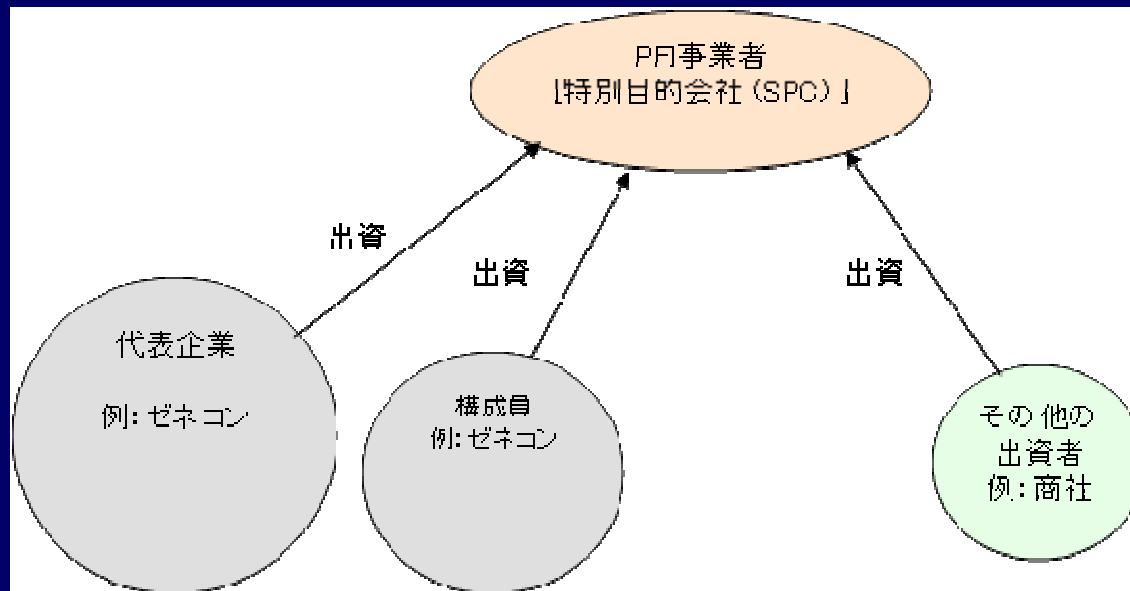 PFI事業者
「特別目的会社(SPC)」
出資
出資
出資
代表企業
例:ゼネコン
構成員
例:ゼネコン
その他の
出資者
例:商社